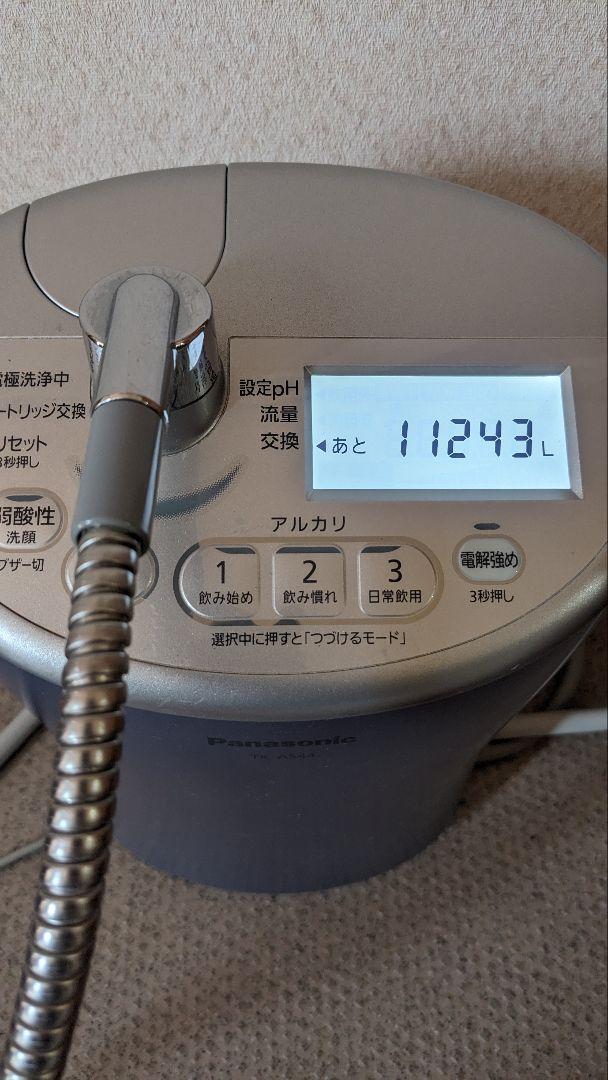 極洗浄中
ートリッジ交換
リセット
秒押し
弱酸性
洗顔
ブザー切
設定pH
流量
交換
◀あと 11243 L
アルカリ
1 飲み始め
2 飲み慣れ
3 日常飲用
電解強め
3秒押し
選択中に押すと「つづけるモード」
Panasonic